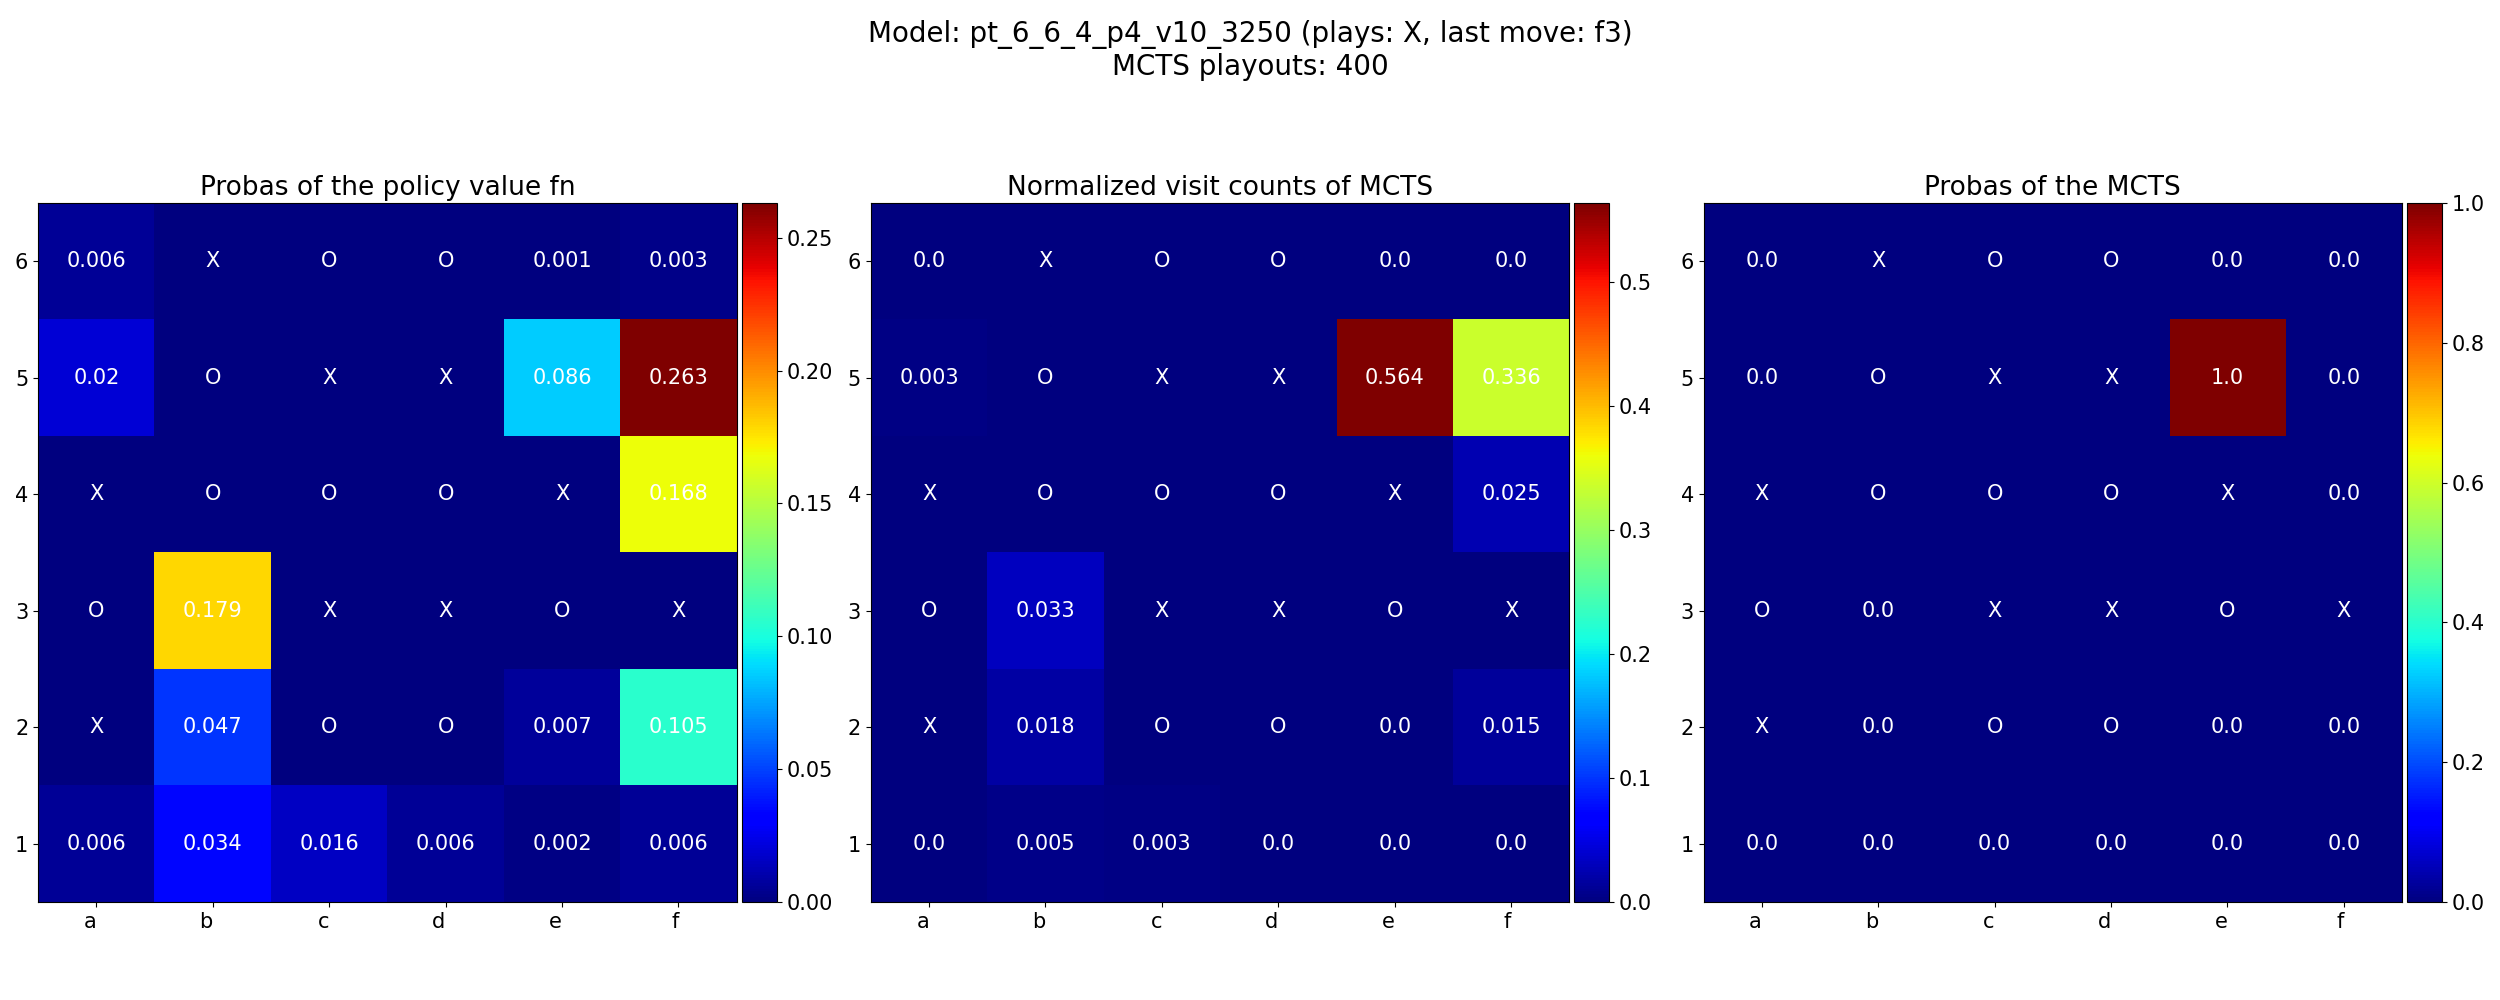 Model: pt_6_6_4_p4_v10_3250 (plays: X, last move: f3)
MCTS playouts: 400
Probas of the policy value fn
6 0.006 X O O 0.001 0.003
5 0.02 O X X 0.086 0.263
4 X O O O X 0.168
3 O 0.179 X X O X
2 X 0.047 O O 0.007 0.105
1 0.006 0.034 0.016 0.006 0.002 0.006
a b c d e f
0.25
0.20
0.15
0.10
0.05
0.00
Normalized visit counts of MCTS
6 0.0 X O O 0.0 0.0
5 0.003 O X X 0.564 0.336
4 X O O O X 0.025
3 O 0.033 X X O X
2 X 0.018 O O 0.0 0.015
1 0.0 0.005 0.003 0.0 0.0 0.0
a b c d e f
0.5
0.4
0.3
0.2
0.1
0.0
Probas of the MCTS
6 0.0 X O O 0.0 0.0
5 0.0 O X X 1.0 0.0
4 X O O O X 0.0
3 O 0.0 X X O X
2 X 0.0 O O 0.0 0.0
1 0.0 0.0 0.0 0.0 0.0 0.0
a b c d e f
1.0
0.8
0.6
0.4
0.2
0.0